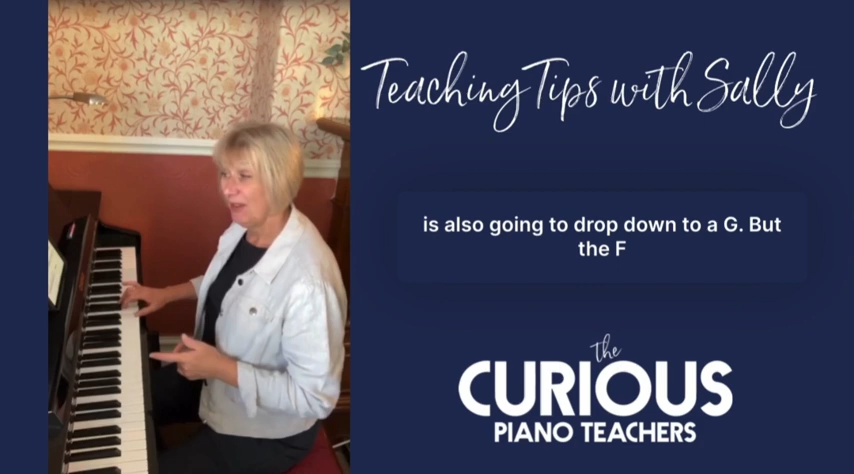 Teaching Tips with Sally
is also going to drop down to a G. But
the F
the
CURIOUS
PIANO TEACHERS